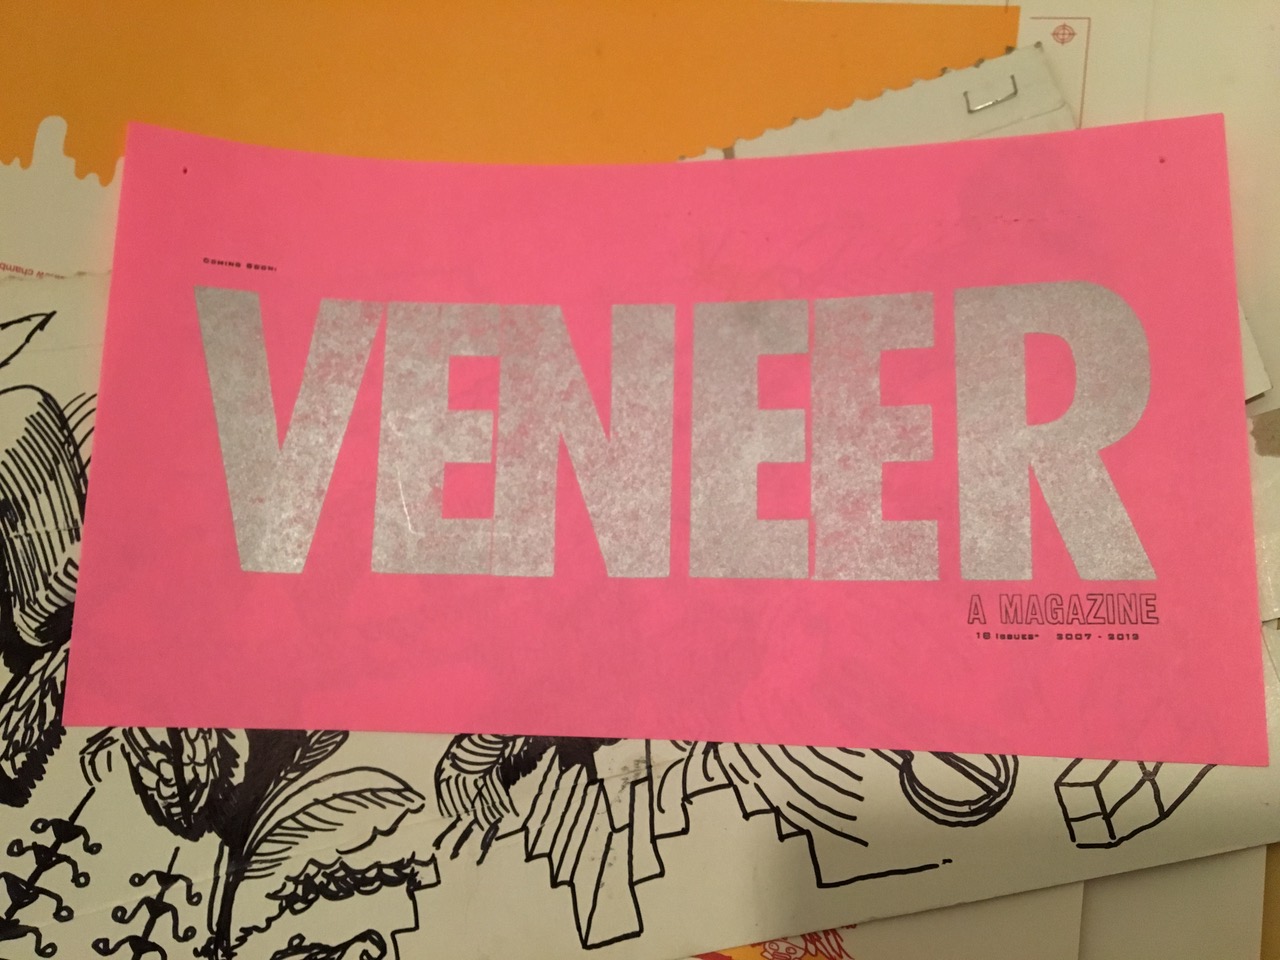 COMING SOON!
VENEER
A MAGAZINE
18 issues* 2007 - 2013